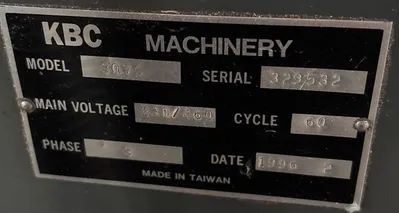 KBC MACHINERY
MODEL SERIAL 323532
MAIN VOLTAGE CYCLE 60
PHASE 3 DATE 1996 2
MADE IN TAIWAN